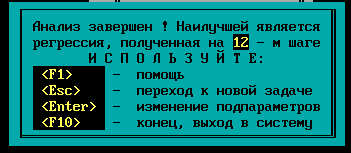 Анализ завершен ! Наилучшей является
регрессия, полученная на 12 - м шаге
И С П О Л Ь З У Й Т Е:
<F1> - помощь
<Esc> - переход к новой задаче
<Enter> - изменение подпараметров
<F10> - конец, выход в систему